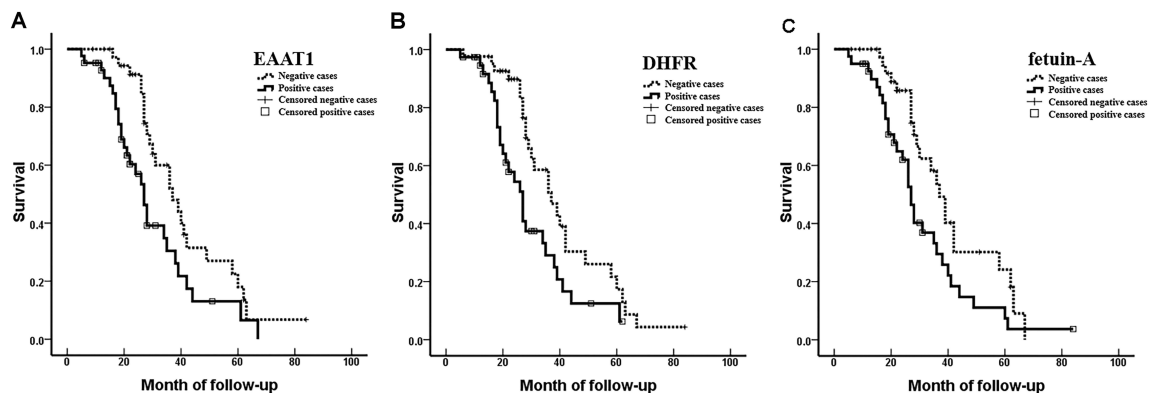 A
EAAT1
Negative cases
Positive cases
Censored negative cases
Censored positive cases
Survival
1.0
0.8
0.6
0.4
0.2
0.0
0 20 40 60 80 100
Month of follow-up
B
DHFR
Negative cases
Positive cases
Censored negative cases
Censored positive cases
Survival
1.0
0.8
0.6
0.4
0.2
0.0
0 20 40 60 80 100
Month of follow-up
C
fetuin-A
Negative cases
Positive cases
Censored negative cases
Censored positive cases
Survival
1.0
0.8
0.6
0.4
0.2
0.0
0 20 40 60 80 100
Month of follow-up